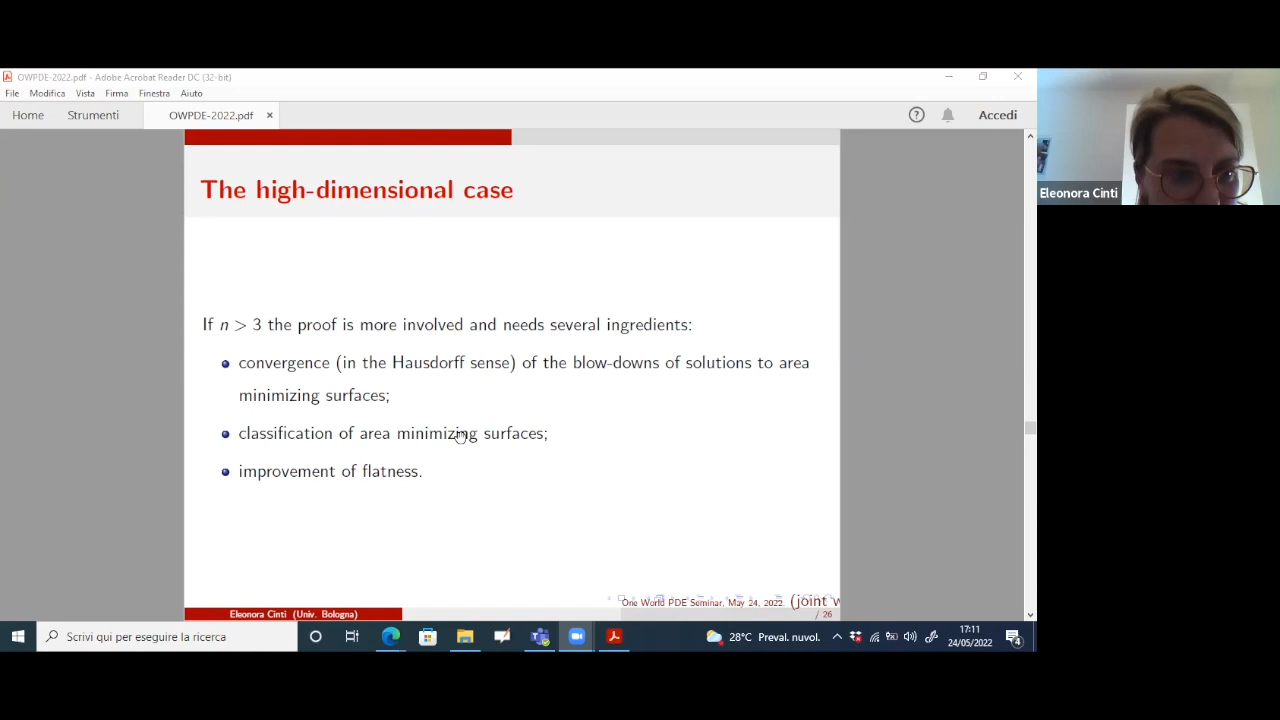 OWPDE-2022.pdf - Adobe Acrobat Reader DC (32-bit)
File Modifica Vista Firma Finestra Aiuto
Home Strumenti OWPDE-2022.pdf × ? Accedi
The high-dimensional case
Eleonora Cinti
If n > 3 the proof is more involved and needs several ingredients:
convergence (in the Hausdorff sense) of the blow-downs of solutions to area
minimizing surfaces;
classification of area minimizing surfaces;
improvement of flatness.
One World PDE Seminar, May 24, 2022. (joint w
Eleonora Cinti (Univ. Bologna) / 26
Scrivi qui per eseguire la ricerca 28°C Preval. nuvol. 17:11
24/05/2022 4